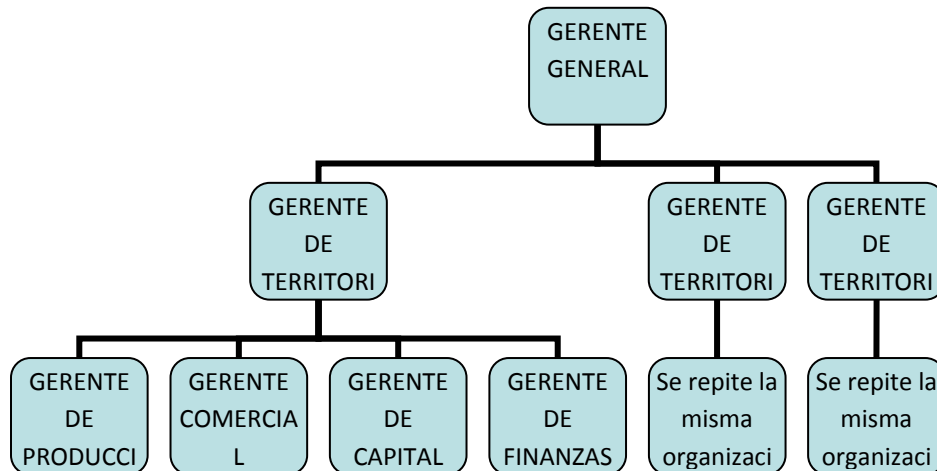 GERENTE
GENERAL
GERENTE
DE
TERRITORI
GERENTE
DE
TERRITORI
GERENTE
DE
TERRITORI
GERENTE
DE
PRODUCCI
GERENTE
COMERCIA
L
GERENTE
DE
CAPITAL
GERENTE
DE
FINANZAS
Se repite la
misma
organizaci
Se repite la
misma
organizaci